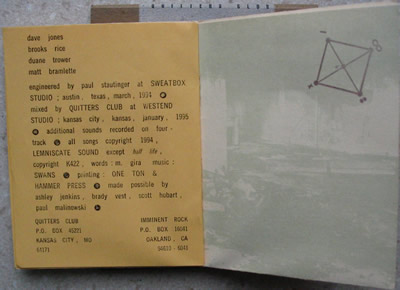 QUITTERS CLUB
dave jones
brooks rice
duane trower
matt bramlette
engineered by paul stautinger at SWEATBOX
STUDIO ; austin, texas, march, 1994
mixed by QUITTERS CLUB at WESTEND
STUDIO ; kansas city, kansas, january, 1995
additional sounds recorded on four-
track all songs copyright 1994,
LEMNISCATE SOUND except half life,
copyright K422, words : m. gira music :
SWANS painting : ONE TON &
HAMMER PRESS made possible by
ashley jenkins, brady vest, scott hubart,
paul malinowski
QUITTERS CLUB
P.O. BOX
KANSAS CITY, MO
64171
IMMINENT ROCK
P.O. BOX
OAKLAND, CA